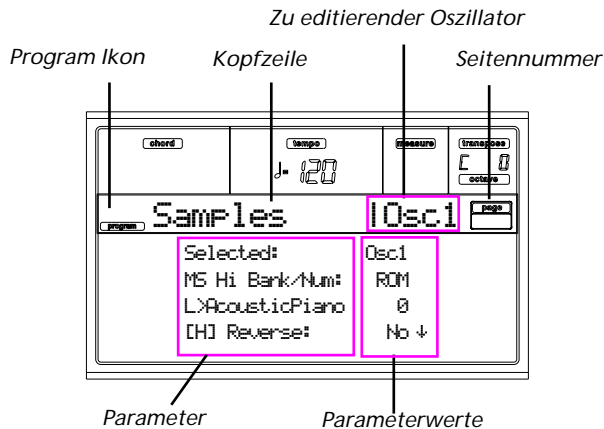 Zu editierender Oszillator
Program Ikon
Kopfzeile
Seitennummer
chord
tempo
measure
transpose
♩= 120
C 0
octave
program
Samples
|Osc1
page
Selected: Osc1
MS Hi Bank/Num: ROM
L>AcousticPiano 0
[H] Reverse: No ↓
Parameter
Parameterwerte